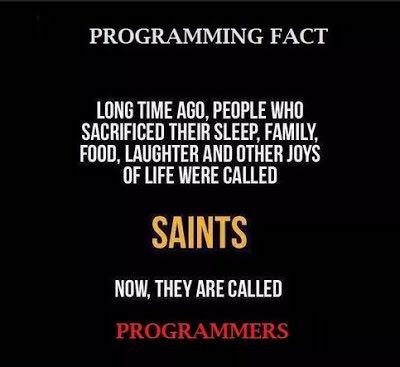 PROGRAMMING FACT
LONG TIME AGO, PEOPLE WHO
SACRIFICED THEIR SLEEP, FAMILY,
FOOD, LAUGHTER AND OTHER JOYS
OF LIFE WERE CALLED
SAINTS
NOW, THEY ARE CALLED
PROGRAMMERS